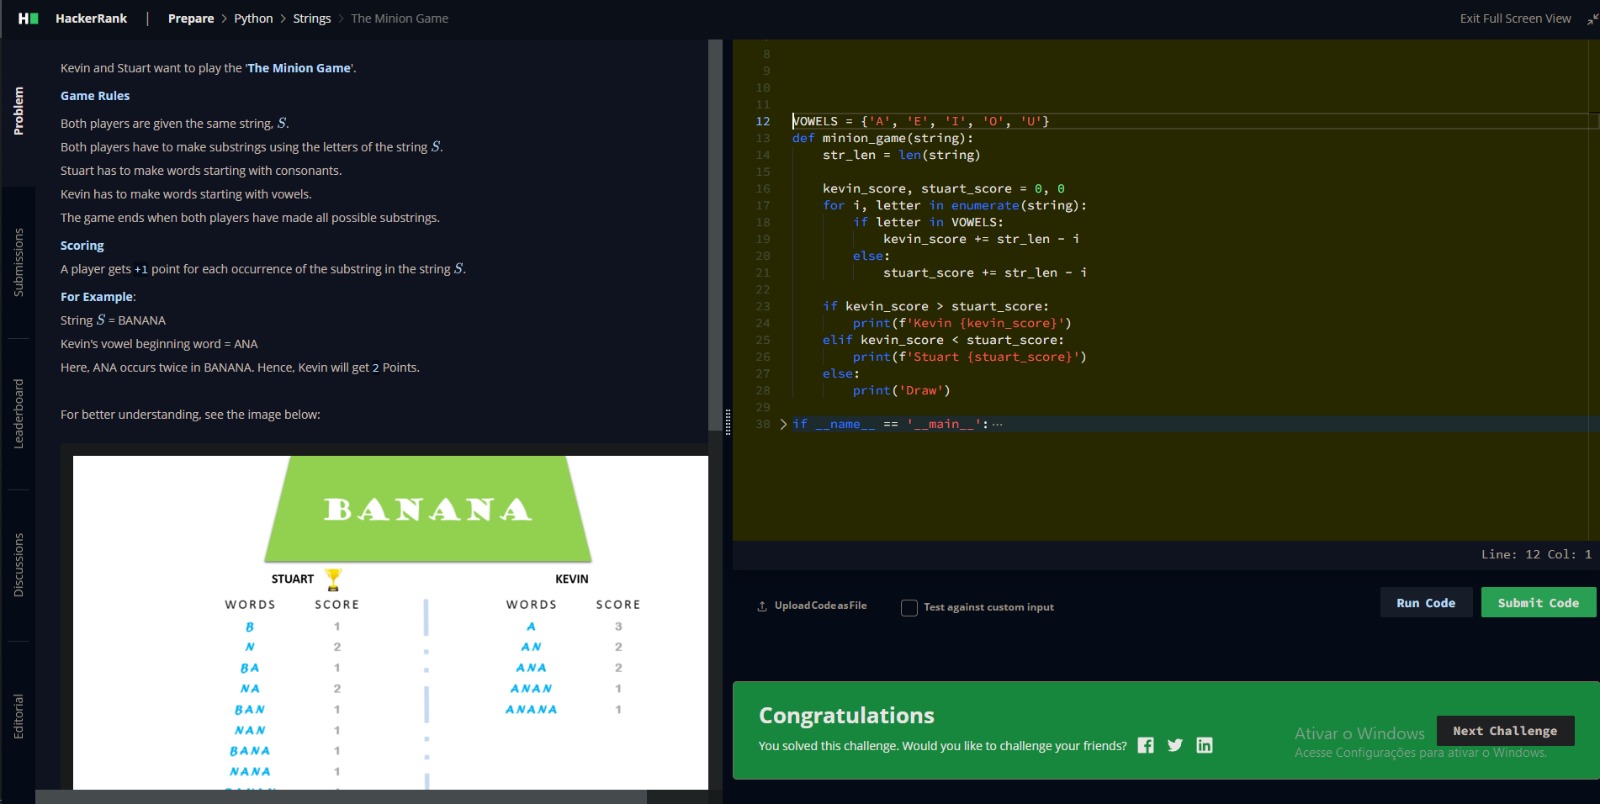 HackerRank | Prepare > Python > Strings > The Minion Game
Exit Full Screen View
Problem
Submissions
Leaderboard
Discussions
Editorial
Kevin and Stuart want to play the 'The Minion Game'.
Game Rules
Both players are given the same string, S.
Both players have to make substrings using the letters of the string S.
Stuart has to make words starting with consonants.
Kevin has to make words starting with vowels.
The game ends when both players have made all possible substrings.
Scoring
A player gets +1 point for each occurrence of the substring in the string S.
For Example:
String S = BANANA
Kevin's vowel beginning word = ANA
Here, ANA occurs twice in BANANA. Hence, Kevin will get 2 Points.
For better understanding, see the image below:
BANANA
STUART
WORDS SCORE
B 1
N 2
BA 1
NA 2
BAN 1
NAN 1
BANA 1
NANA 1
KEVIN
WORDS SCORE
A 3
AN 2
ANA 2
ANAN 1
ANANA 1
8
9
10
11
12 VOWELS = {'A', 'E', 'I', 'O', 'U'}
13 def minion_game(string):
14 str_len = len(string)
15
16 kevin_score, stuart_score = 0, 0
17 for i, letter in enumerate(string):
18 if letter in VOWELS:
19 kevin_score += str_len - i
20 else:
21 stuart_score += str_len - i
22
23 if kevin_score > stuart_score:
24 print(f'Kevin {kevin_score}')
25 elif kevin_score < stuart_score:
26 print(f'Stuart {stuart_score}')
27 else:
28 print('Draw')
29
30 > if __name__ == '__main__': ···
Line: 12 Col: 1
Upload Code as File
Test against custom input
Run Code
Submit Code
Congratulations
You solved this challenge. Would you like to challenge your friends?
Next Challenge
Ativar o Windows
Acesse Configurações para ativar o Windows.